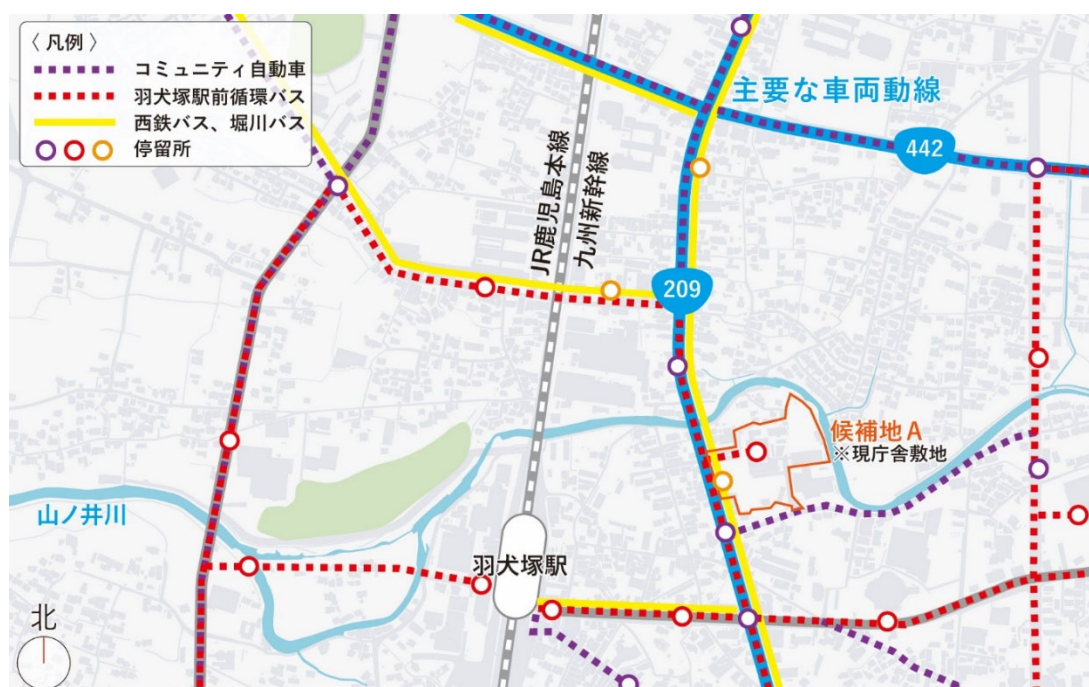 〈 凡例 〉
コミュニティ自動車
羽犬塚駅前循環バス
西鉄バス、堀川バス
停留所
主要な車両動線
442
JR鹿児島本線
九州新幹線
209
候補地 A
※現庁舎敷地
山ノ井川
羽犬塚駅
北